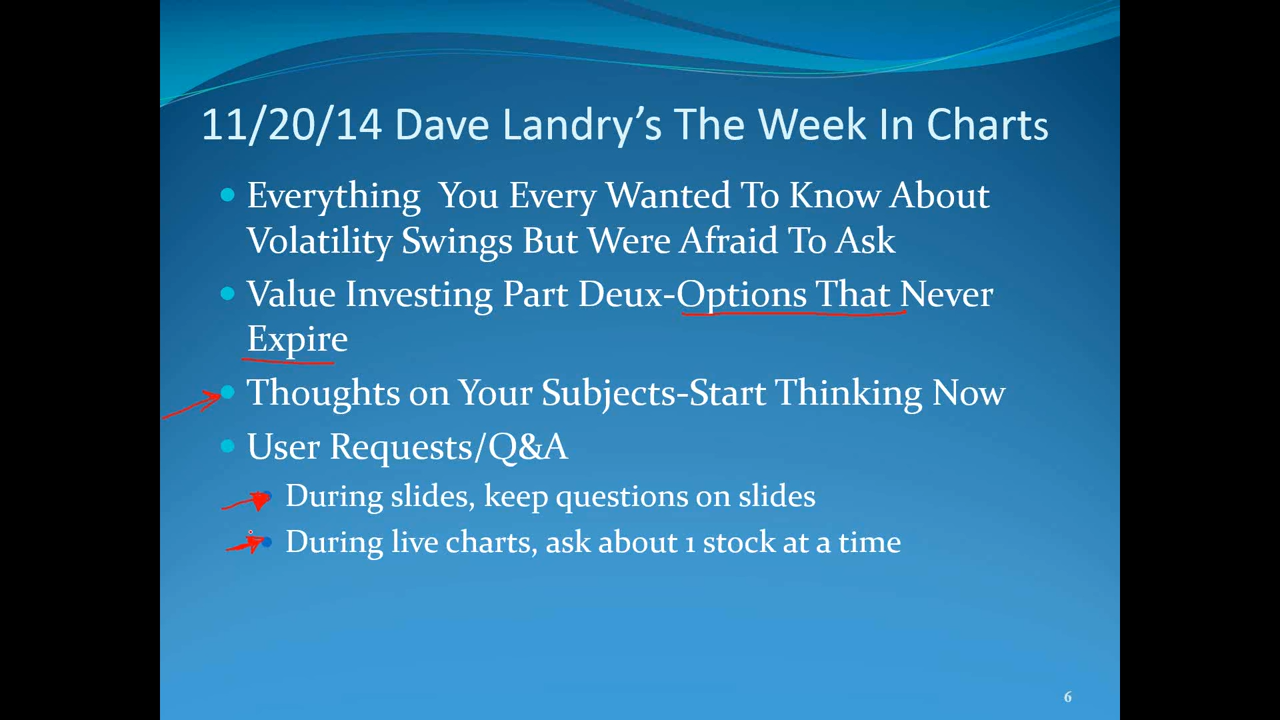 11/20/14 Dave Landry's The Week In Charts
Everything You Every Wanted To Know About
Volatility Swings But Were Afraid To Ask
Value Investing Part Deux-Options That Never
Expire
Thoughts on Your Subjects-Start Thinking Now
User Requests/Q&A
During slides, keep questions on slides
During live charts, ask about 1 stock at a time
6